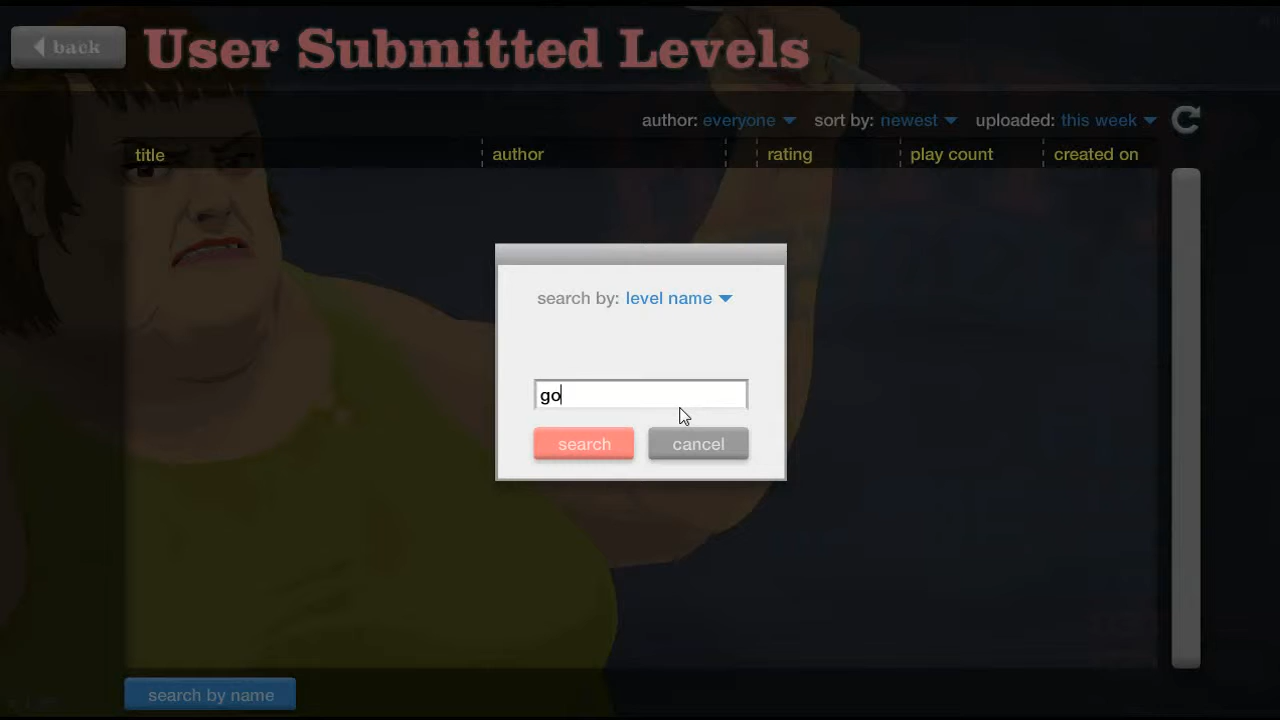 back
User Submitted Levels
author: everyone sort by: newest uploaded: this week
title author rating play count created on
search by: level name
go
search cancel
search by name